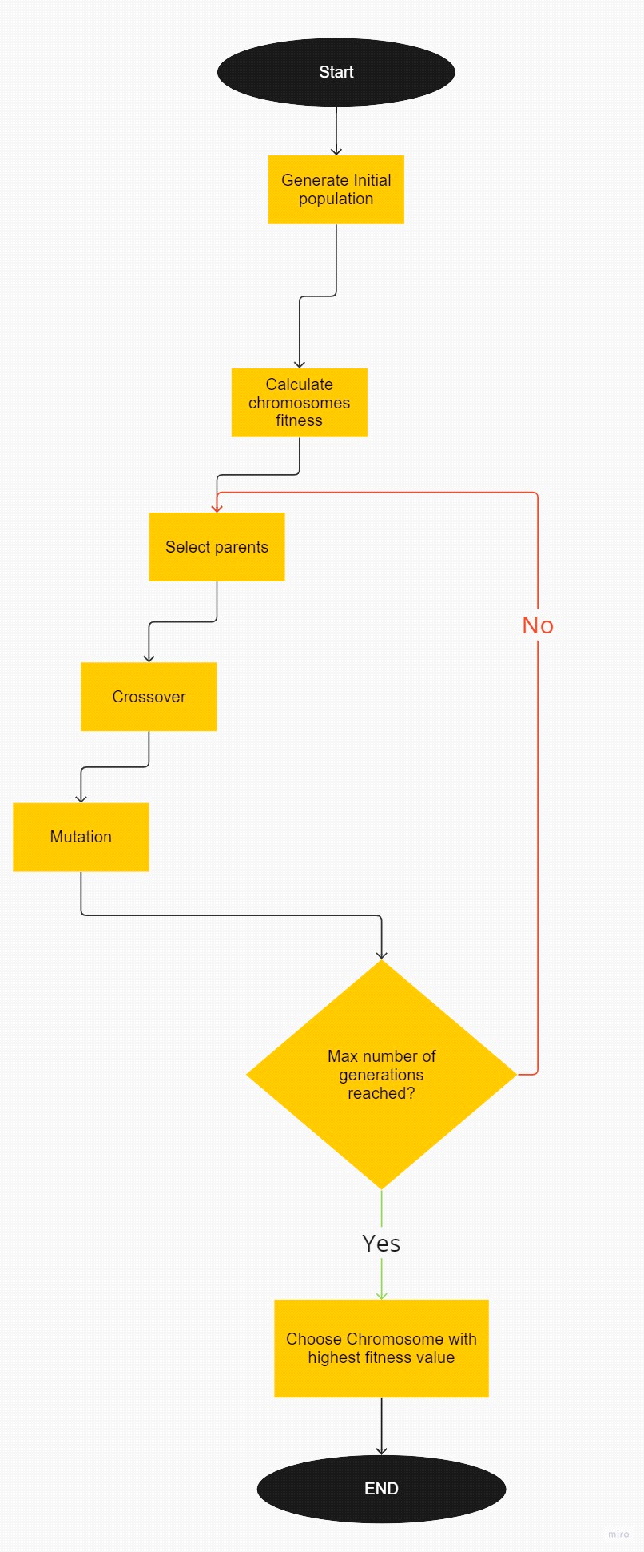 Start
Generate Initial
population
Calculate
chromosomes
fitness
Select parents
No
Crossover
Mutation
Max number of
generations
reached?
Yes
Choose Chromosome with
highest fitness value
END
miro